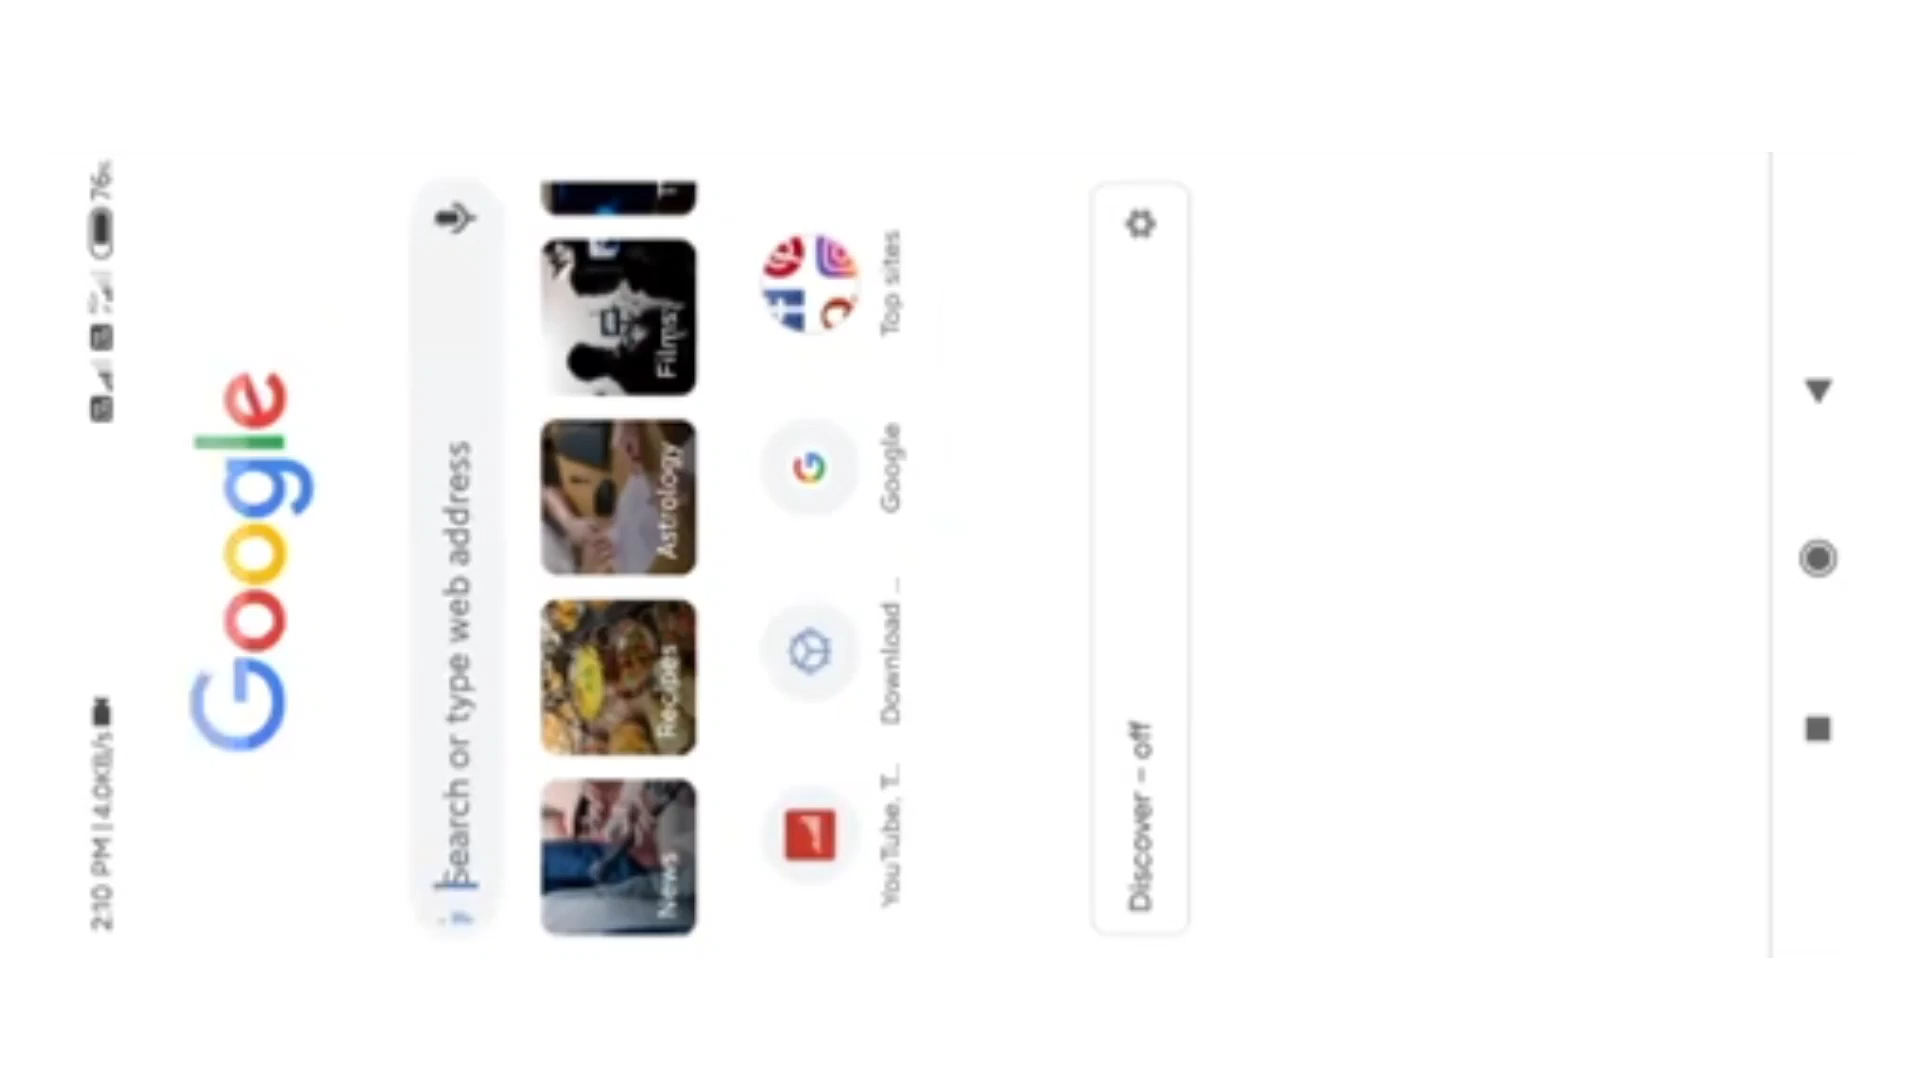 2:10 PM | 4.0KB/s
76%
Google
Search or type web address
News
Recipes
Astrology
Films
YouTube, T...
Download ...
Google
Top sites
Discover – off